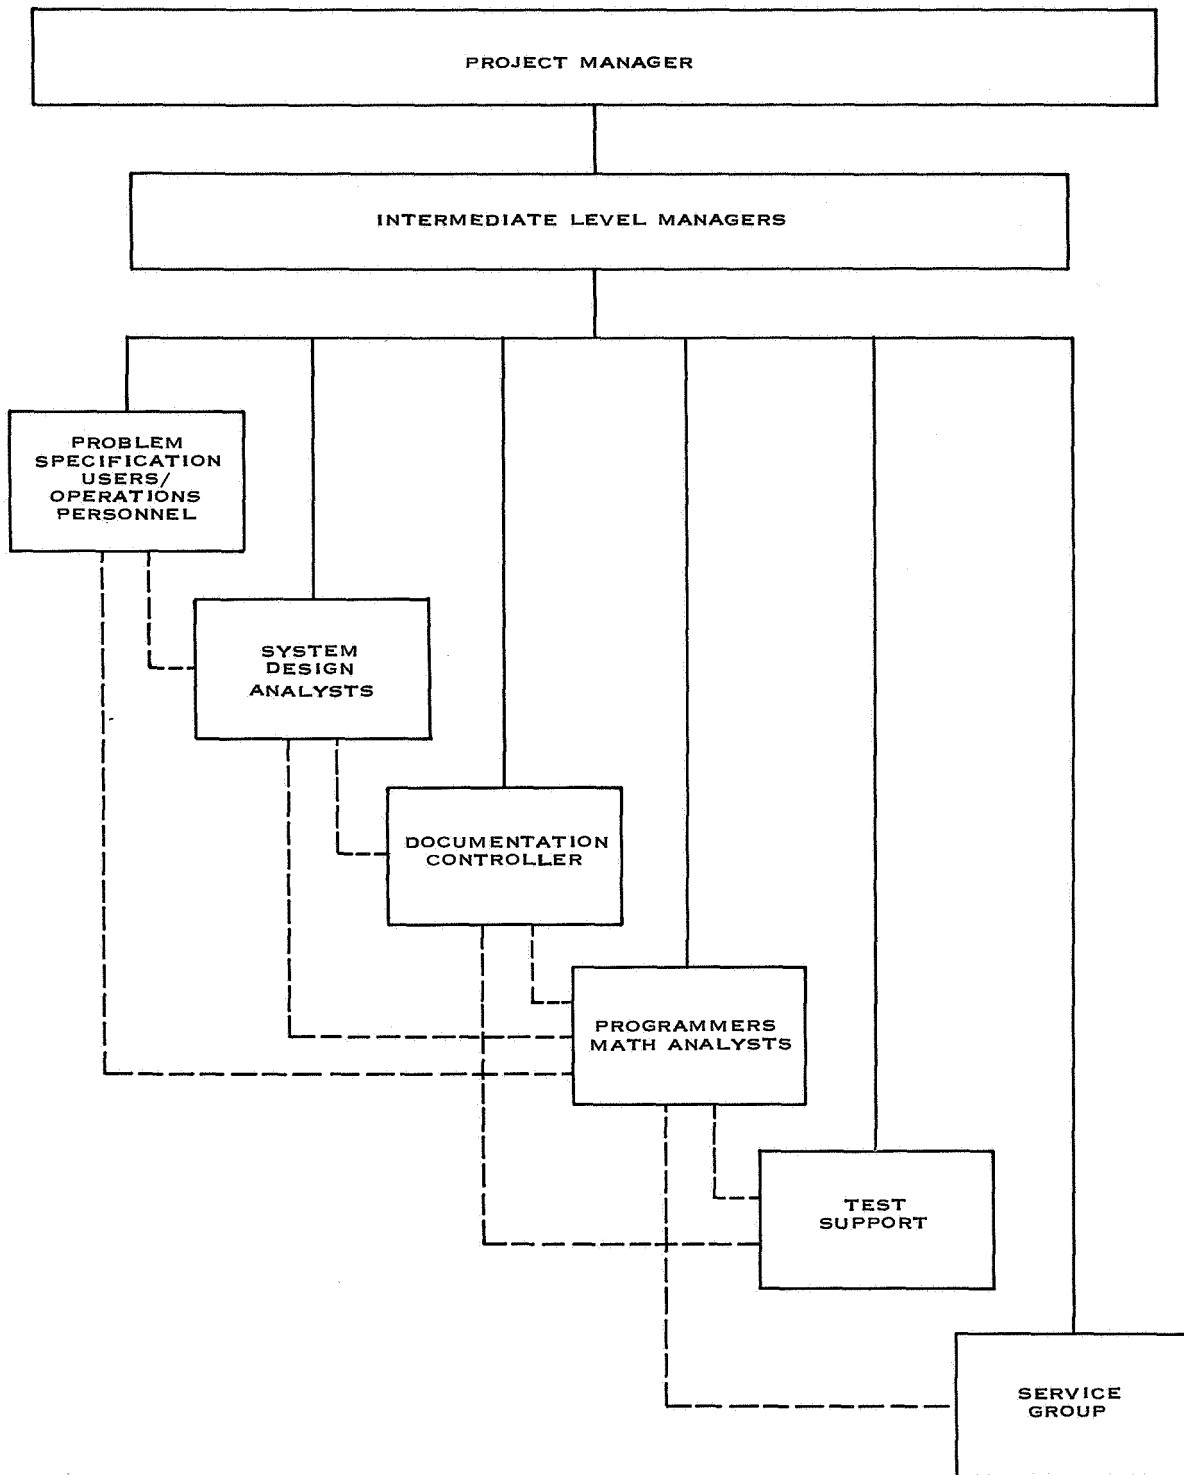 PROJECT MANAGER
INTERMEDIATE LEVEL MANAGERS
PROBLEM
SPECIFICATION
USERS/
OPERATIONS
PERSONNEL
SYSTEM
DESIGN
ANALYSTS
DOCUMENTATION
CONTROLLER
PROGRAMMERS
MATH ANALYSTS
TEST
SUPPORT
SERVICE
GROUP